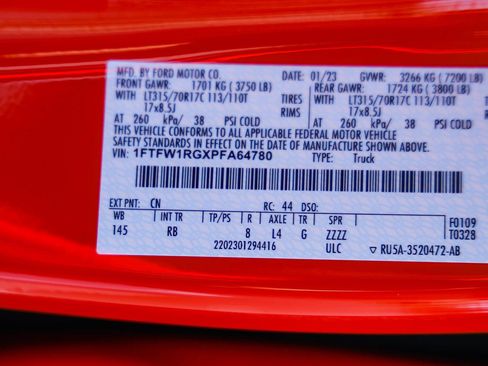 MFD. BY FORD MOTOR CO. DATE: 01/23 GVWR: 3266 KG (7200 LB)
FRONT GAWR: 1701 KG (3750 LB) REAR GAWR: 1724 KG (3800 LB)
WITH LT315/70R17C 113/110T TIRES WITH LT315/70R17C 113/110T
17x8.5J RIMS 17x8.5J
AT 260 kPa/ 38 PSI COLD AT 260 kPa/ 38 PSI COLD
THIS VEHICLE CONFORMS TO ALL APPLICABLE FEDERAL MOTOR VEHICLE
SAFETY STANDARDS IN EFFECT ON THE DATE OF MANUFACTURE SHOWN ABOVE.
VIN: 1FTFW1RGXPFA64780 TYPE: Truck
EXT PNT: CN RC: 44 DSO: F0109
WB INT TR TP/PS R AXLE TR SPR T0328
145 RB 8 L4 G ZZZZ
2202301294416 ULC ▽ RU5A-3520472-AB